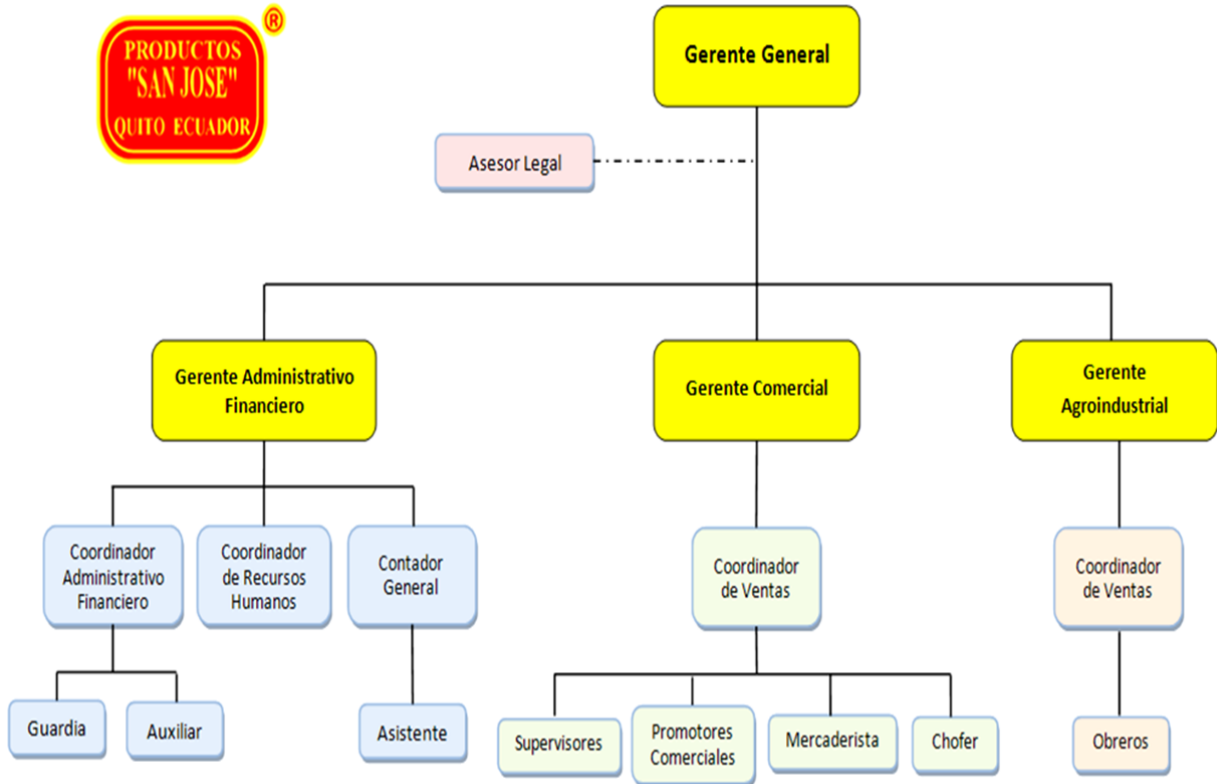 ®
PRODUCTOS
"SAN JOSE"
QUITO ECUADOR
Gerente General
Asesor Legal
Gerente Administrativo
Financiero
Gerente Comercial
Gerente
Agroindustrial
Coordinador
Administrativo
Financiero
Coordinador
de Recursos
Humanos
Contador
General
Coordinador
de Ventas
Coordinador
de Ventas
Guardia
Auxiliar
Asistente
Supervisores
Promotores
Comerciales
Mercaderista
Chofer
Obreros